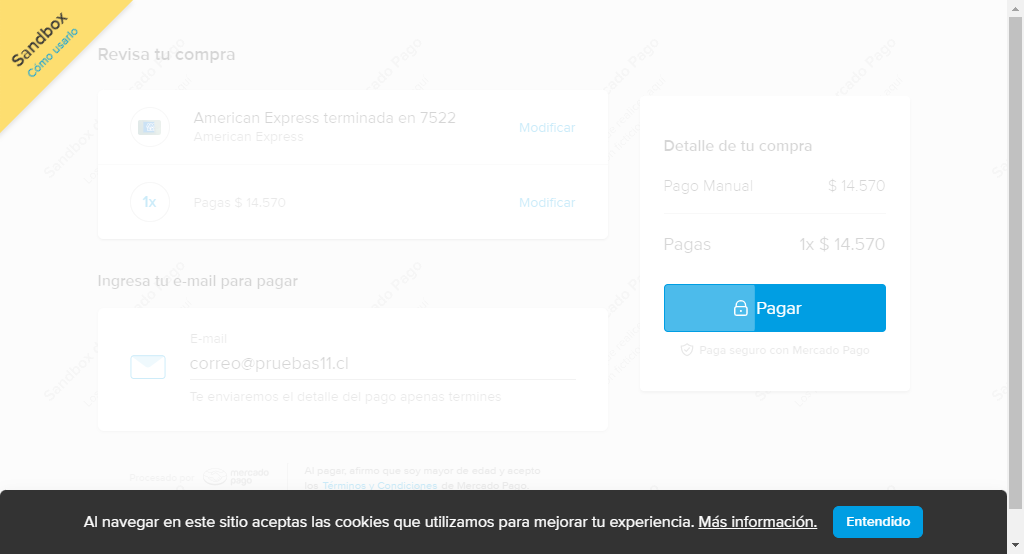 Sandbox
Cómo usarlo
Revisa tu compra
American Express terminada en 7522
American Express
Modificar
1x
Pagas $ 14.570
Modificar
Ingresa tu e-mail para pagar
E-mail
correo@pruebas11.cl
Te enviaremos el detalle del pago apenas termines
Detalle de tu compra
Pago Manual $ 14.570
Pagas 1x $ 14.570
Pagar
Paga seguro con Mercado Pago
Procesado por mercado pago
Al pagar, afirmo que soy mayor de edad y acepto
los Términos y Condiciones de Mercado Pago
Al navegar en este sitio aceptas las cookies que utilizamos para mejorar tu experiencia. Más información.
Entendido